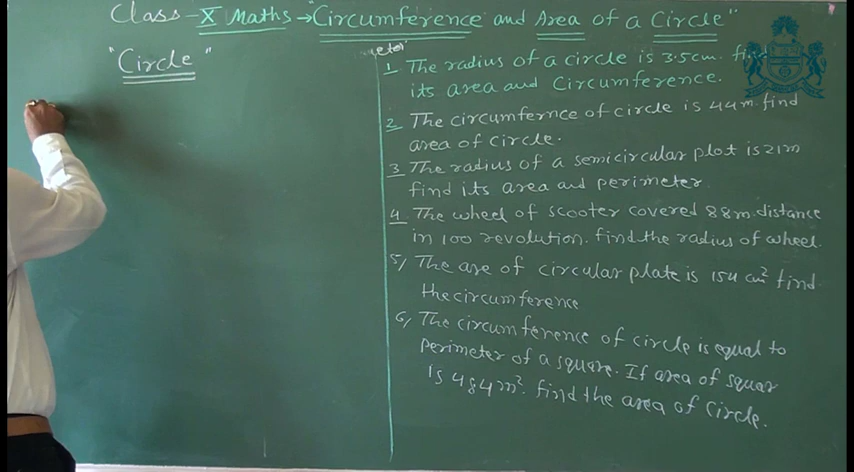 Class - X Maths → "Circumference and Area of a Circle"
"Circle"
1 The radius of a circle is 3.5cm. find
its area and Circumference.
2 The circumfernce of circle is 44m. find
area of circle.
3 The radius of a semicircular plot is 21m
find its area and perimeter.
4 The wheel of scooter covered 88m. distance
in 100 revolution. find the radius of wheel.
5) The are of circular plate is 154 cm² find
the circumference
6) The circumference of circle is equal to
perimeter of a square. If area of squar
is 484m². find the area of circle.